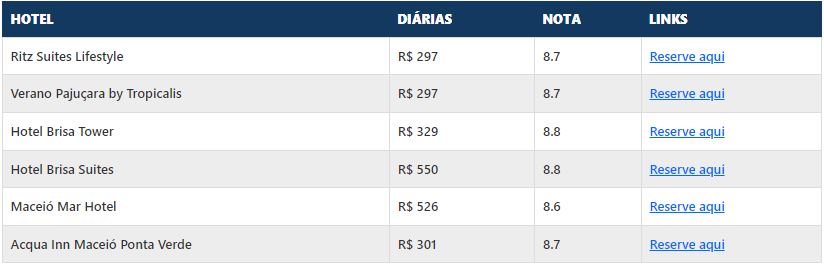 HOTEL DIÁRIAS NOTA LINKS
Ritz Suites Lifestyle R$ 297 8.7 Reserve aqui
Verano Pajuçara by Tropicalis R$ 297 8.7 Reserve aqui
Hotel Brisa Tower R$ 329 8.8 Reserve aqui
Hotel Brisa Suites R$ 550 8.8 Reserve aqui
Maceió Mar Hotel R$ 526 8.6 Reserve aqui
Acqua Inn Maceió Ponta Verde R$ 301 8.7 Reserve aqui